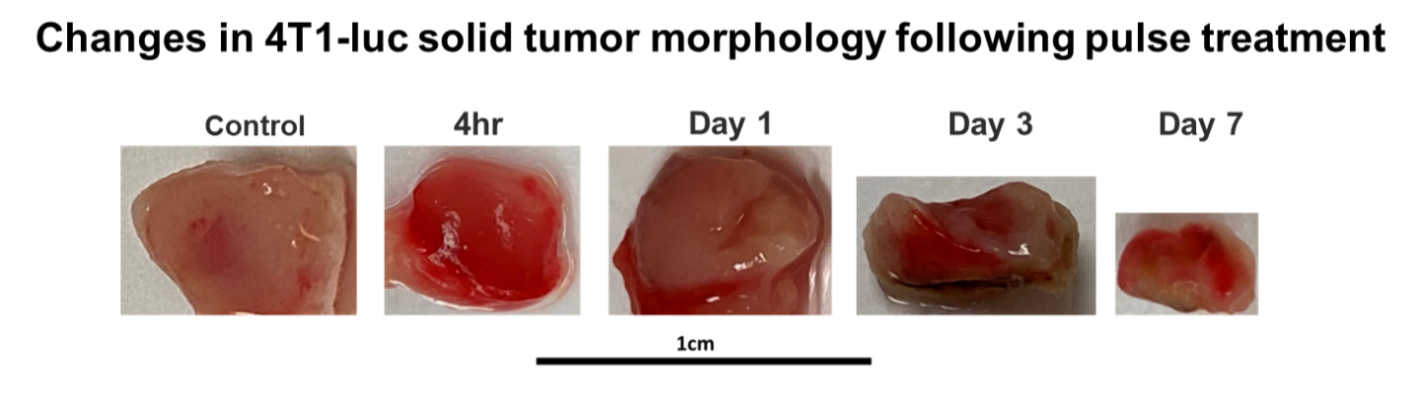 Changes in 4T1-luc solid tumor morphology following pulse treatment
Control 4hr Day 1 Day 3 Day 7
1cm